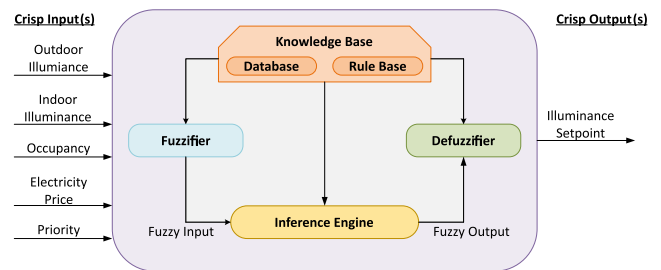 Crisp Input(s)
Crisp Output(s)
Knowledge Base
Database
Rule Base
Outdoor
Illumiance
Indoor
Illuminance
Occupancy
Electricity
Price
Priority
Fuzzifier
Defuzzifier
Illuminance
Setpoint
Inference Engine
Fuzzy Input
Fuzzy Output